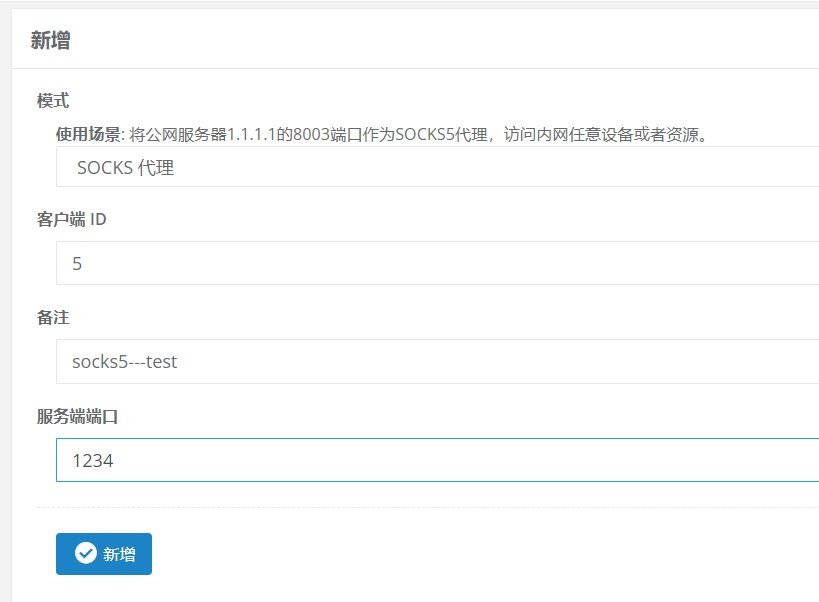 新增
模式
使用场景: 将公网服务器1.1.1.1的8003端口作为SOCKS5代理，访问内网任意设备或者资源。
SOCKS 代理
客户端 ID
5
备注
socks5---test
服务端端口
1234
新增